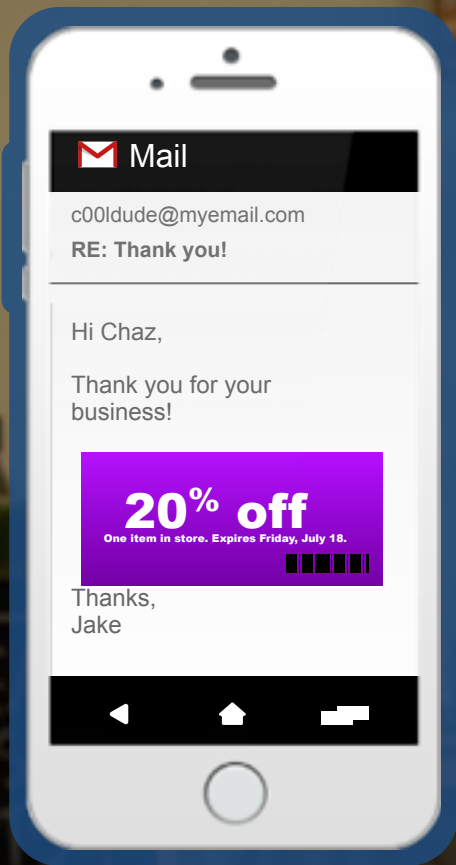 Mail
c00ldude@myemail.com
RE: Thank you!
Hi Chaz,
Thank you for your
business!
20% off
One item in store. Expires Friday, July 18.
Thanks,
Jake